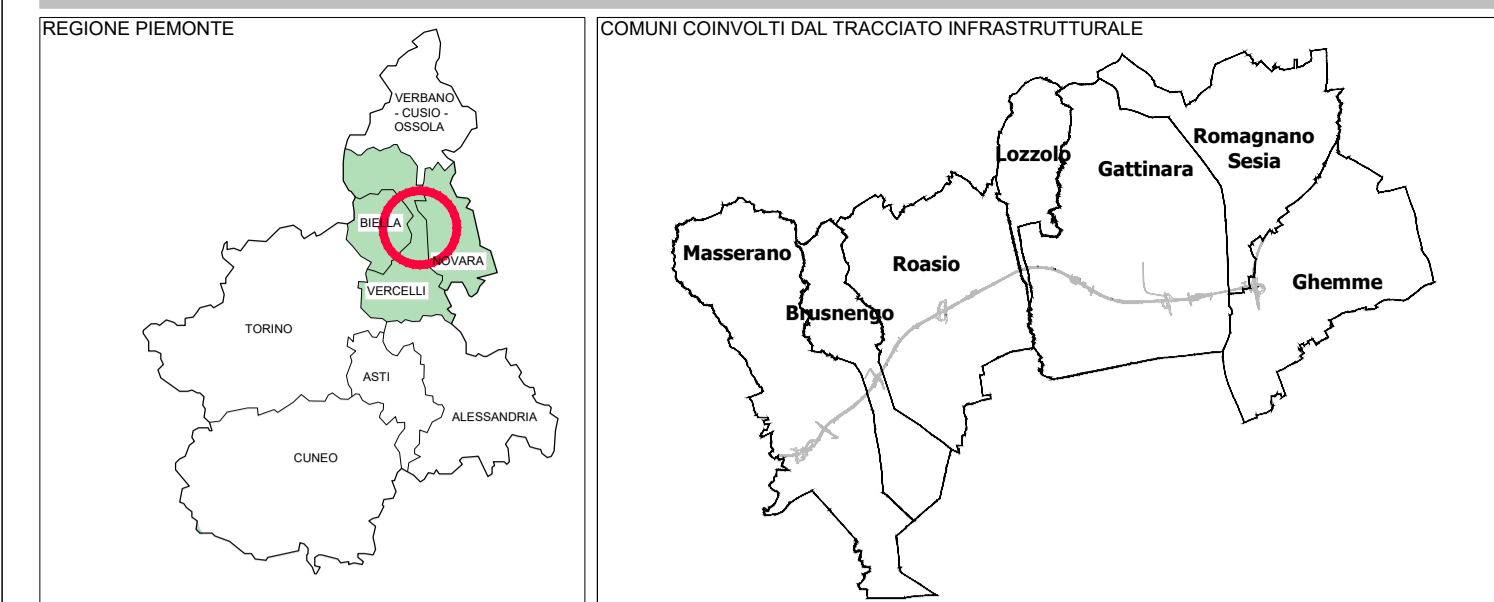 REGIONE PIEMONTE
VERBANO
- CUSIO -
OSSOLA
BIELLA
NOVARA
VERCELLI
TORINO
ASTI
ALESSANDRIA
CUNEO
COMUNI COINVOLTI DAL TRACCIATO INFRASTRUTTURALE
Romagnano
Sesia
Lozzolo
Gattinara
Masserano
Roasio
Ghemme
Brusnengo